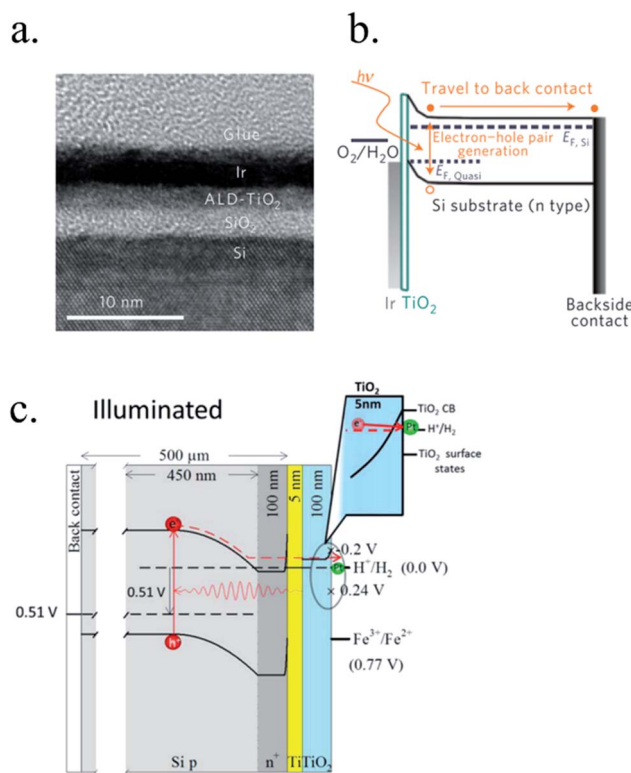 a.
Glue
Ir
ALD-TiO2
SiO2
Si
10 nm
b.
hν
Travel to back contact
Electron–hole pair
generation
EF, Si
O2/H2O
EF, Quasi
Si substrate (n type)
Ir TiO2
Backside
contact
c.
Illuminated
TiO2
5nm
e-
Pt
TiO2 CB
H+/H2
TiO2 surface
states
500 µm
450 nm
100 nm
5 nm
100 nm
Back contact
e-
-0.2 V
Pt
H+/H2 (0.0 V)
0.51 V
× 0.24 V
0.51 V
h+
Fe3+/Fe2+
(0.77 V)
Si p
n+
Ti
TiO2